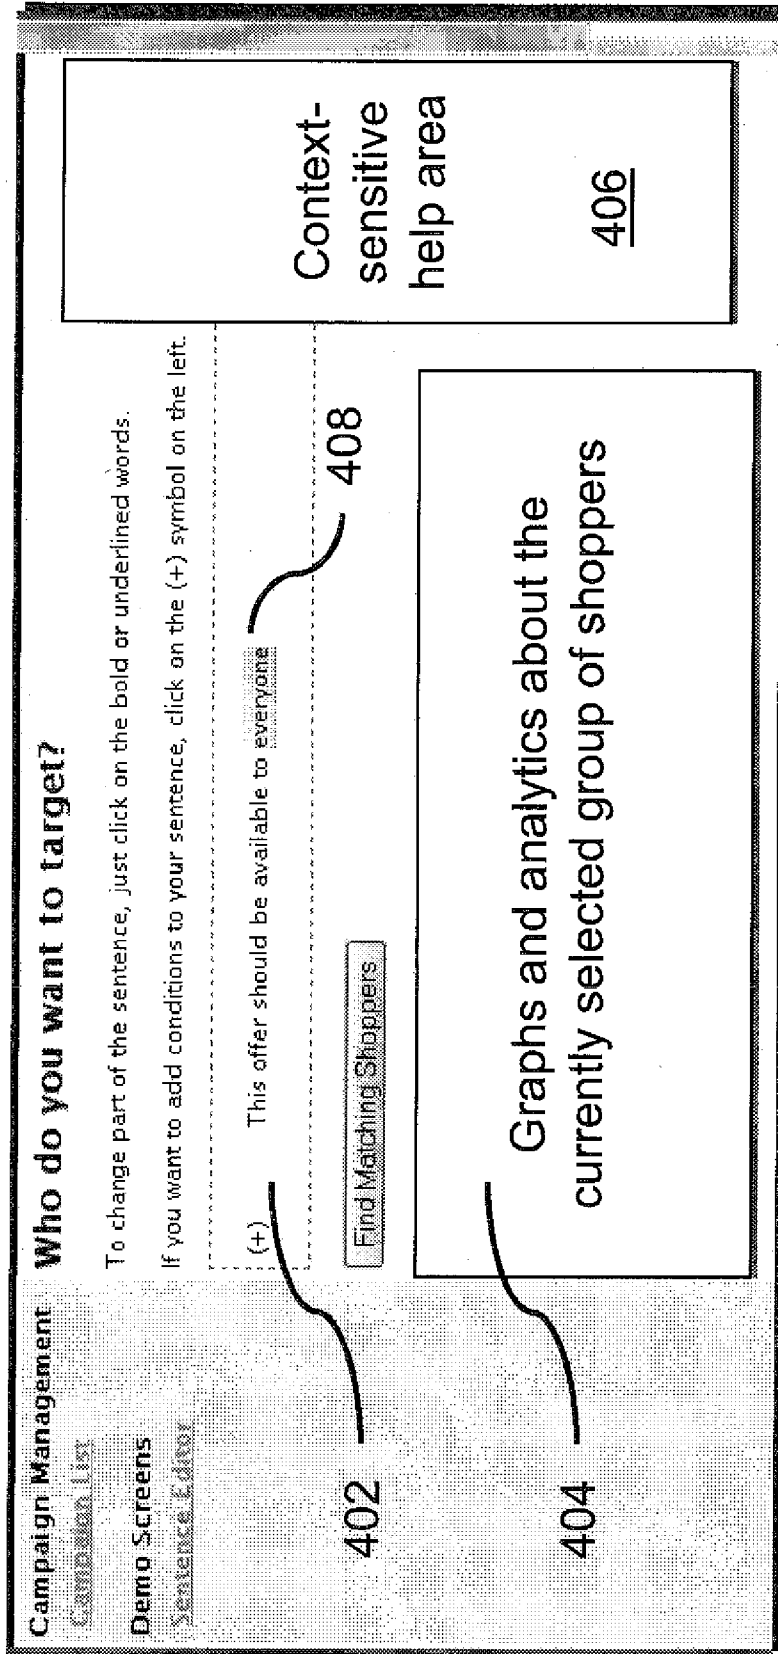 Campaign Management
Campaign List
Demo Screens
Sentence Editor
402
404
Who do you want to target?
To change part of the sentence, just click on the bold or underlined words.
If you want to add conditions to your sentence, click on the (+) symbol on the left.
(+) This offer should be available to everyone
408
Find Matching Shoppers
Graphs and analytics about the
currently selected group of shoppers
Context-
sensitive
help area
406